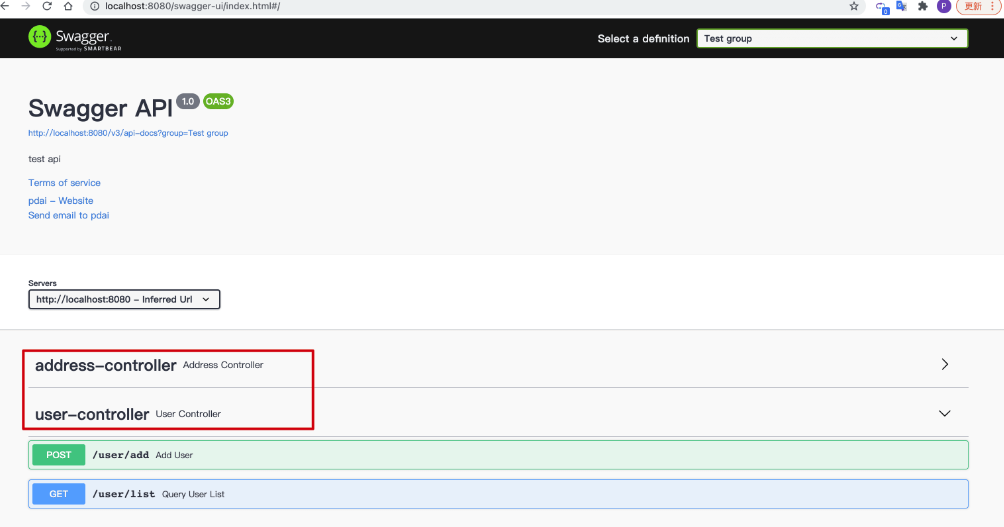 localhost:8080/swagger-ui/index.html#/
P
更新
Swagger.
Supported by SMARTBEAR
Select a definition
Test group
Swagger API 1.0 OAS3
http://localhost:8080/v3/api-docs?group=Test group
test api
Terms of service
pdai - Website
Send email to pdai
Servers
http://localhost:8080 - Inferred Url
address-controller Address Controller
user-controller User Controller
POST /user/add Add User
GET /user/list Query User List